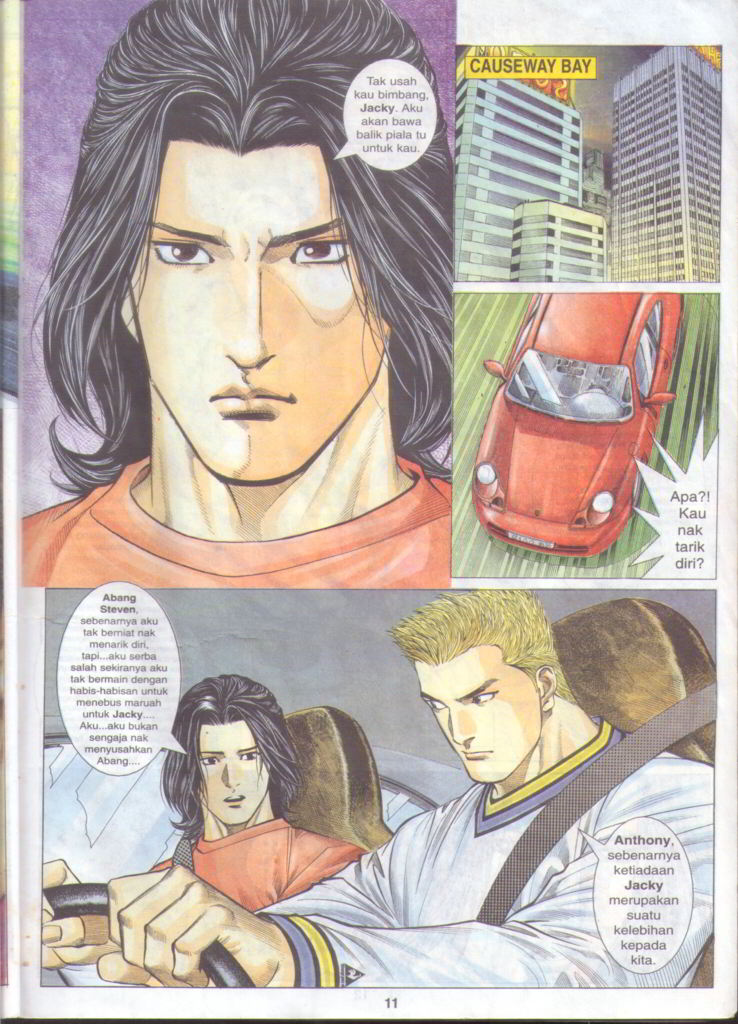 Tak usah
kau bimbang,
Jacky. Aku
akan bawa
balik piala tu
untuk kau.
CAUSEWAY BAY
Apa?!
Kau
nak
tarik
diri?
Abang
Steven,
sebenarnya aku
tak berniat nak
menarik diri,
tapi...aku serba
salah sekiranya aku
tak bermain dengan
habis-habisan untuk
menebus maruah
untuk Jacky....
Aku...aku bukan
sengaja nak
menyusahkan
Abang....
Anthony,
sebenarnya
ketiadaan
Jacky
merupakan
suatu
kelebihan
kepada
kita.
11